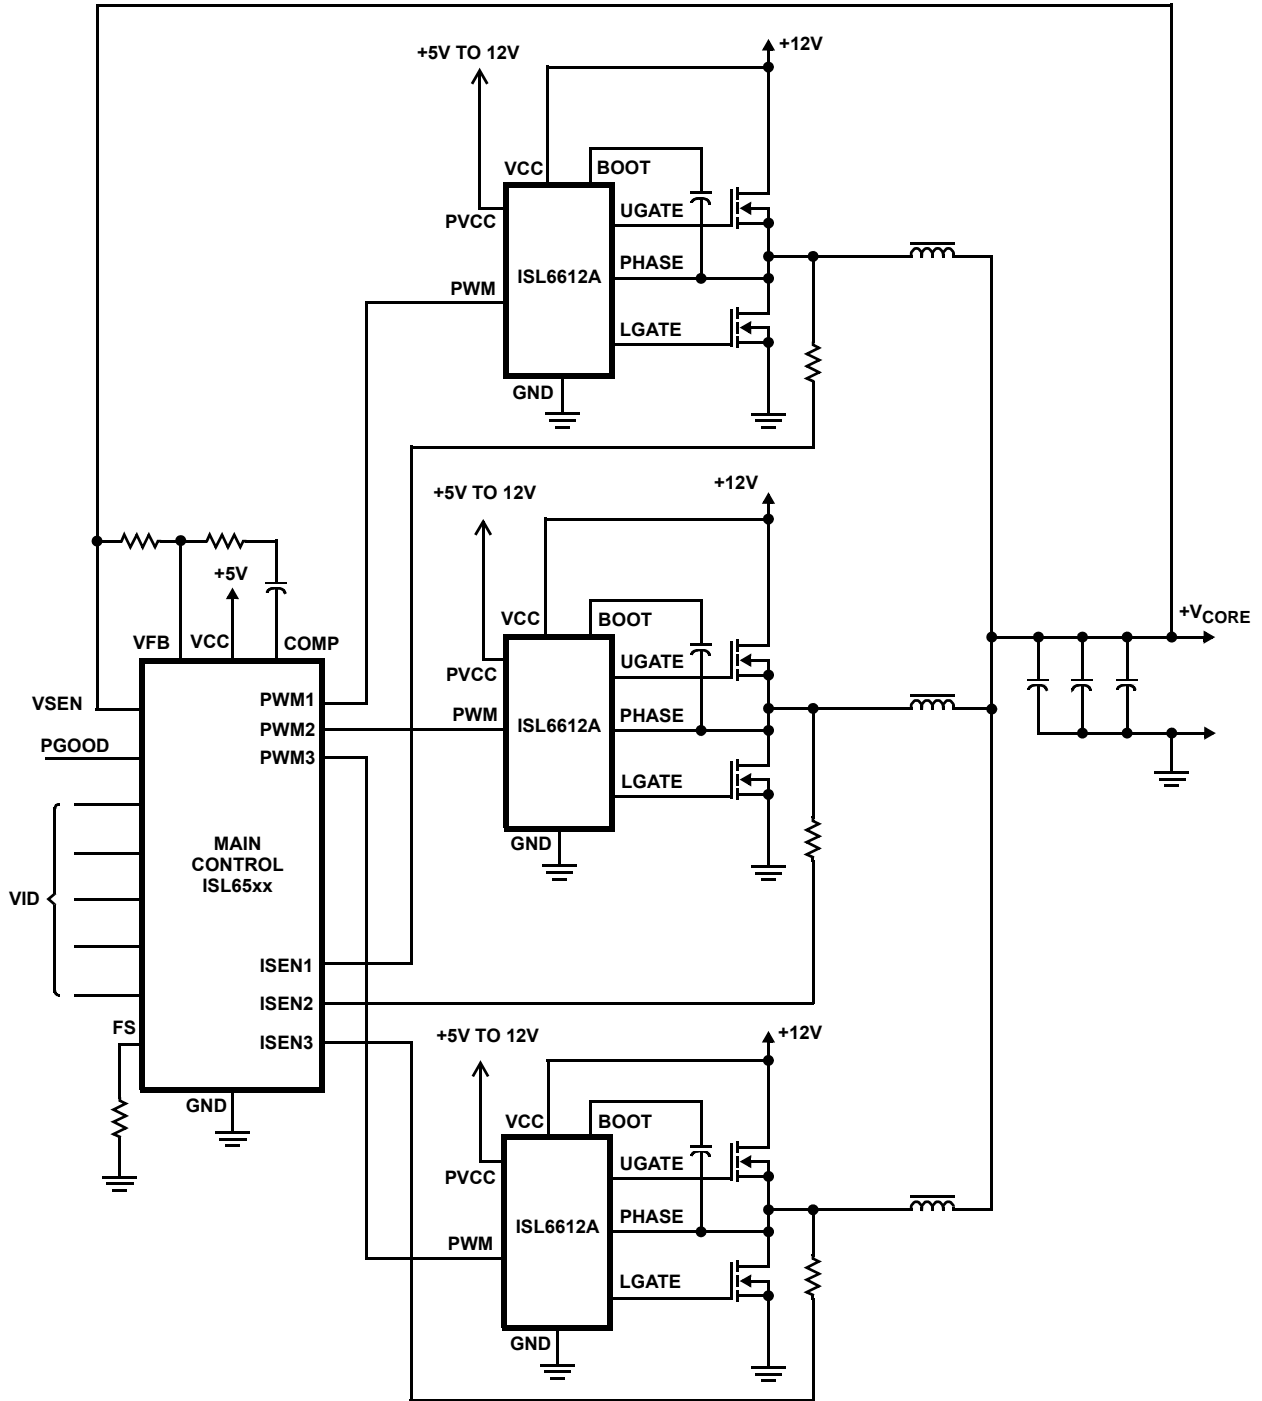 +5V TO 12V
+12V
VCC
BOOT
PVCC
UGATE
ISL6612A
PHASE
PWM
LGATE
GND
+5V TO 12V
+12V
+5V
VFB
VCC
COMP
VCC
BOOT
PVCC
UGATE
+VCORE
VSEN
PWM1
PWM2
PWM3
PWM
ISL6612A
PHASE
PGOOD
LGATE
MAIN
CONTROL
ISL65xx
GND
VID
ISEN1
ISEN2
FS
ISEN3
+5V TO 12V
+12V
GND
VCC
BOOT
PVCC
UGATE
ISL6612A
PHASE
PWM
LGATE
GND